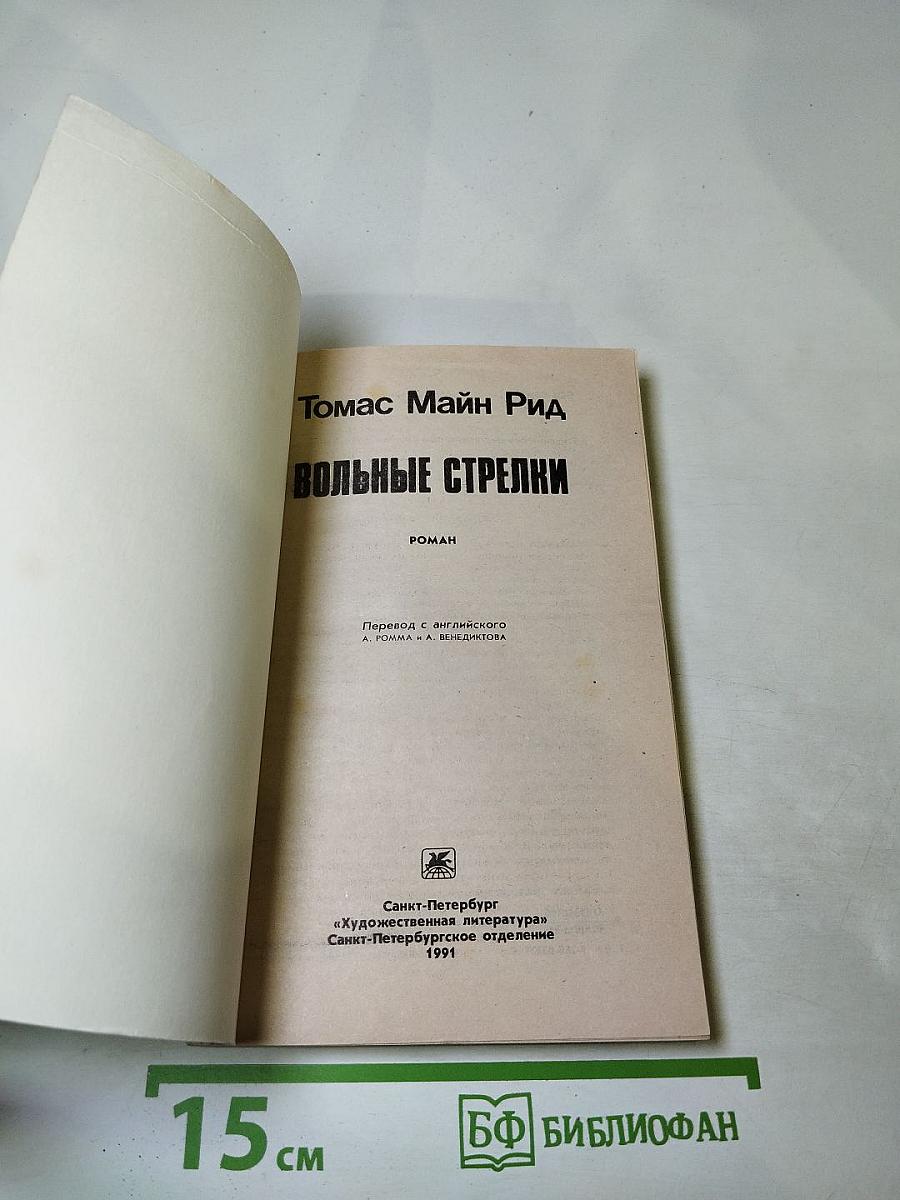 Томас Майн Рид
ВОЛЬНЫЕ СТРЕЛКИ
РОМАН
Перевод с английского
А. РОММА и А. ВЕНЕДИКТОВА
Санкт-Петербург
«Художественная литература»
Санкт-Петербургское отделение
1991
15 см
БФ БИБЛИОФАН